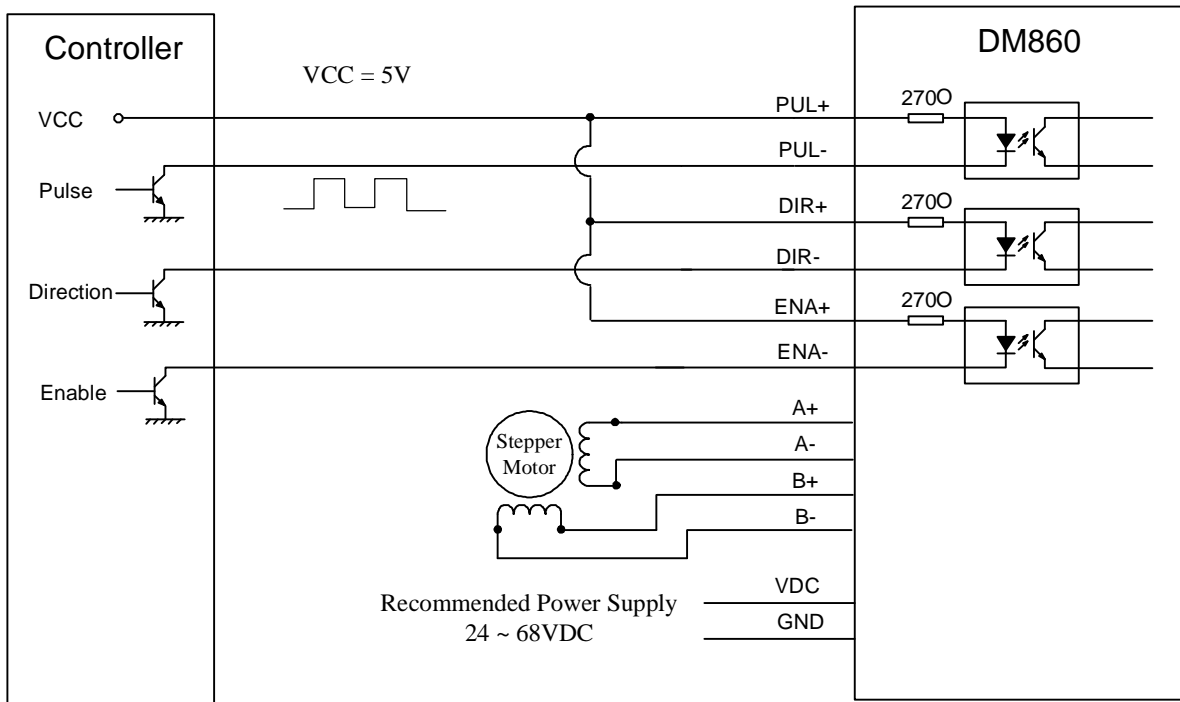 Controller
DM860
VCC = 5V
VCC
PUL+
270O
PUL-
Pulse
DIR+
270O
DIR-
Direction
ENA+
270O
ENA-
Enable
A+
Stepper
Motor
A-
B+
B-
VDC
Recommended Power Supply
24 ~ 68VDC
GND